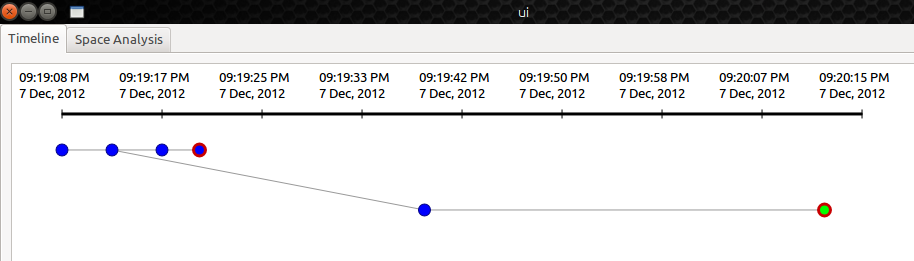 ui
Timeline Space Analysis
09:19:08 PM 09:19:17 PM 09:19:25 PM 09:19:33 PM 09:19:42 PM 09:19:50 PM 09:19:58 PM 09:20:07 PM 09:20:15 PM
7 Dec, 2012 7 Dec, 2012 7 Dec, 2012 7 Dec, 2012 7 Dec, 2012 7 Dec, 2012 7 Dec, 2012 7 Dec, 2012 7 Dec, 2012